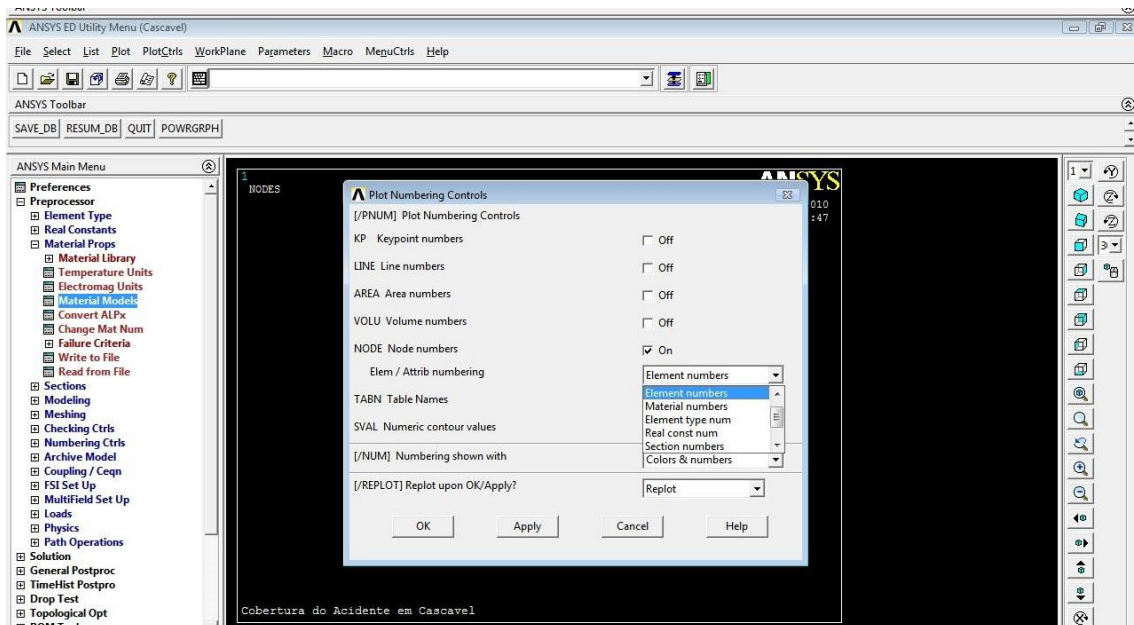 ANSYS Toolbar
ANSYS ED Utility Menu (Cascavel)
File Select List Plot PlotCtrls WorkPlane Parameters Macro MenuCtrls Help
ANSYS Toolbar
SAVE_DB RESUM_DB QUIT POWRGRPH
ANSYS Main Menu
Preferences
Preprocessor
Element Type
Real Constants
Material Props
Material Library
Temperature Units
Electromag Units
Material Models
Convert ALPx
Change Mat Num
Failure Criteria
Write to File
Read from File
Sections
Modeling
Meshing
Checking Ctrls
Numbering Ctrls
Archive Model
Coupling / Ceqn
FSI Set Up
MultiField Set Up
Loads
Physics
Path Operations
Solution
General Postproc
TimeHist Postpro
Drop Test
Topological Opt
1
NODES
ANSYS
010
:47
Plot Numbering Controls
[/PNUM] Plot Numbering Controls
KP Keypoint numbers Off
LINE Line numbers Off
AREA Area numbers Off
VOLU Volume numbers Off
NODE Node numbers On
Elem / Attrib numbering Element numbers
Element numbers
Material numbers
Element type num
Real const num
Section numbers
TABN Table Names
SVAL Numeric contour values
[/NUM] Numbering shown with Colors & numbers
[/REPLOT] Replot upon OK/Apply? Replot
OK Apply Cancel Help
Cobertura do Acidente em Cascavel
1
3